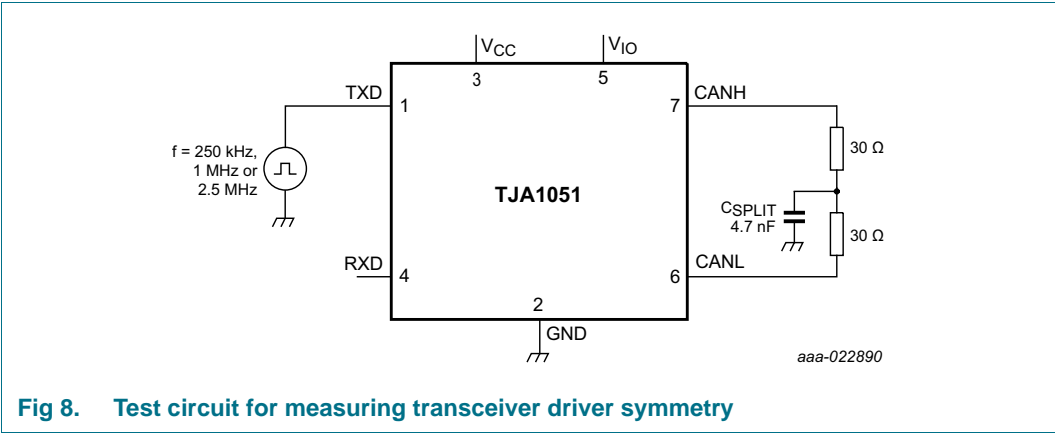 VCC
VIO
3
5
TXD
1
7
CANH
f = 250 kHz,
1 MHz or
2.5 MHz
30 Ω
TJA1051
CSPLIT
4.7 nF
30 Ω
RXD
4
6
CANL
2
GND
aaa-022890
Fig 8. Test circuit for measuring transceiver driver symmetry